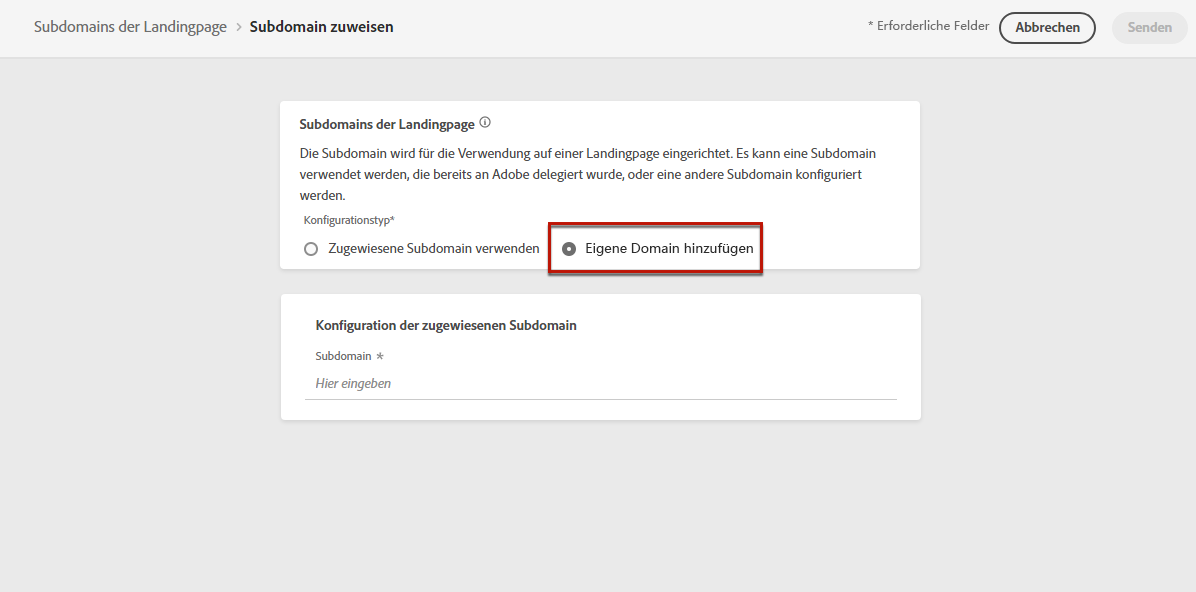 Subdomains der Landingpage > Subdomain zuweisen
* Erforderliche Felder
Abbrechen
Senden
Subdomains der Landingpage
Die Subdomain wird für die Verwendung auf einer Landingpage eingerichtet. Es kann eine Subdomain
verwendet werden, die bereits an Adobe delegiert wurde, oder eine andere Subdomain konfiguriert
werden.
Konfigurationstyp*
Zugewiesene Subdomain verwenden
Eigene Domain hinzufügen
Konfiguration der zugewiesenen Subdomain
Subdomain *
Hier eingeben